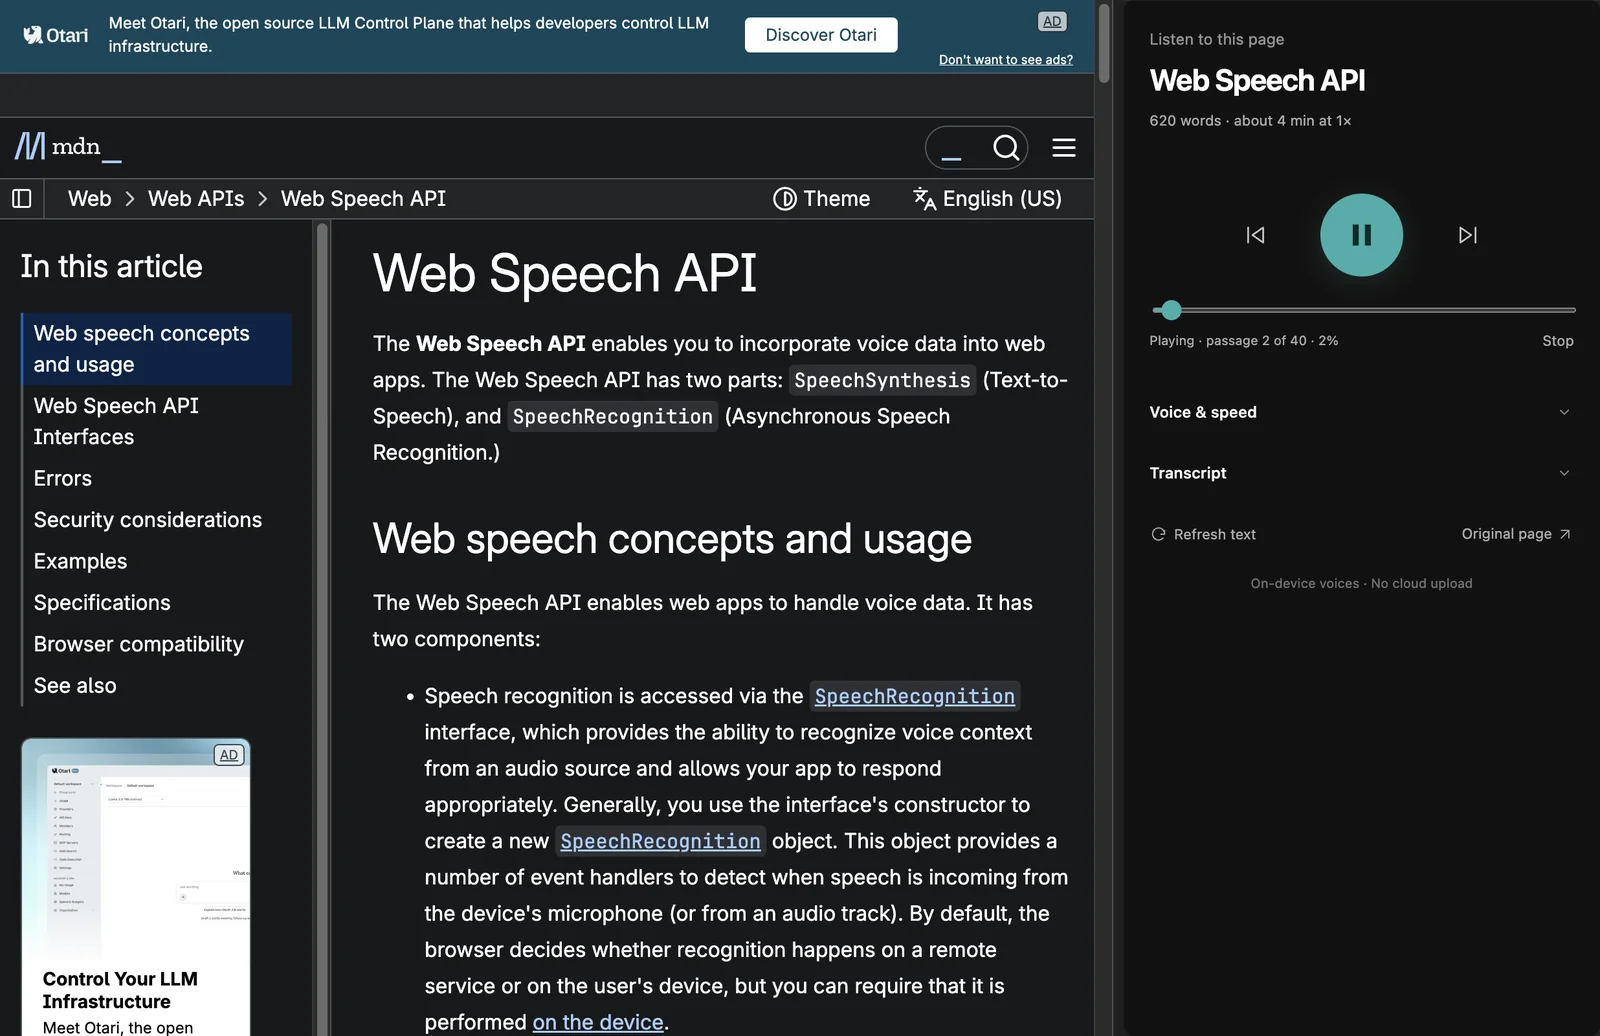 Otari
Meet Otari, the open source LLM Control Plane that helps developers control LLM
infrastructure.
Discover Otari
AD
Don't want to see ads?
mdn_
Web > Web APIs > Web Speech API
Theme
English (US)
In this article
Web speech concepts
and usage
Web Speech API
Interfaces
Errors
Security considerations
Examples
Specifications
Browser compatibility
See also
AD
Control Your LLM
Infrastructure
Meet Otari, the open
Web Speech API
The Web Speech API enables you to incorporate voice data into web
apps. The Web Speech API has two parts: SpeechSynthesis (Text-to-
Speech), and SpeechRecognition (Asynchronous Speech
Recognition.)
Web speech concepts and usage
The Web Speech API enables web apps to handle voice data. It has
two components:
• Speech recognition is accessed via the SpeechRecognition
interface, which provides the ability to recognize voice context
from an audio source and allows your app to respond
appropriately. Generally, you use the interface's constructor to
create a new SpeechRecognition object. This object provides a
number of event handlers to detect when speech is incoming from
the device's microphone (or from an audio track). By default, the
browser decides whether recognition happens on a remote
service or on the user's device, but you can require that it is
performed on the device.
Listen to this page
Web Speech API
620 words · about 4 min at 1×
Playing · passage 2 of 40 · 2%
Stop
Voice & speed
Transcript
Refresh text
Original page ↗
On-device voices · No cloud upload